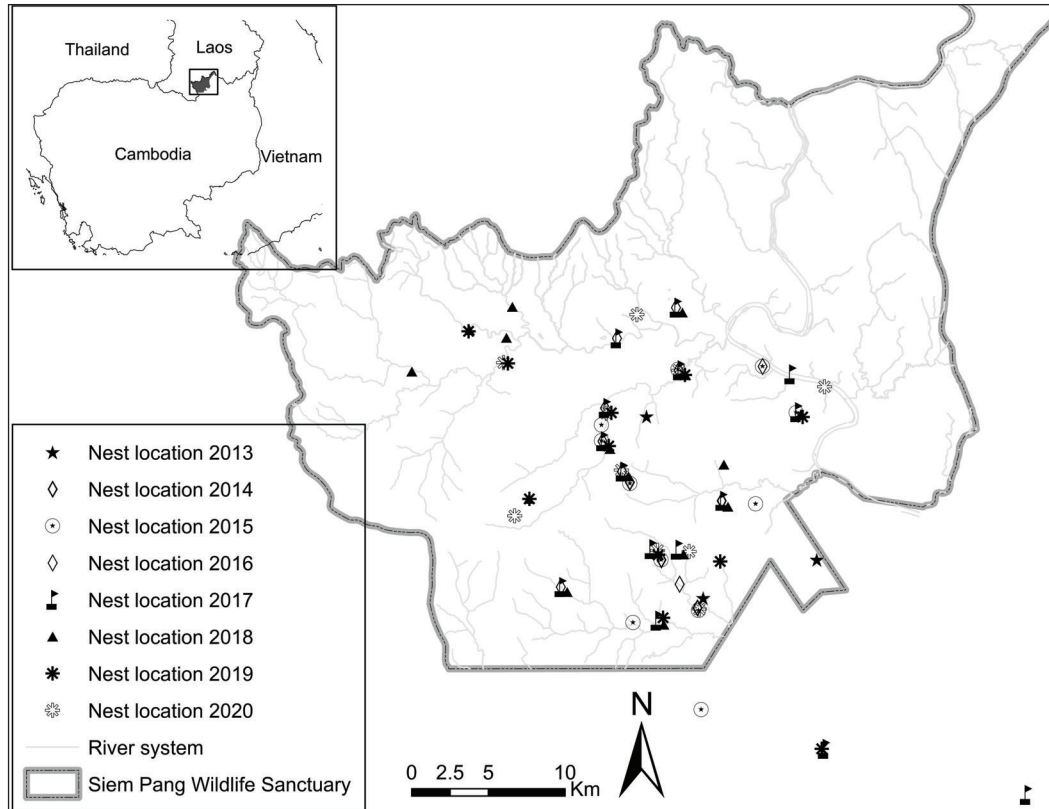 Thailand
Laos
Cambodia
Vietnam
Nest location 2013
Nest location 2014
Nest location 2015
Nest location 2016
Nest location 2017
Nest location 2018
Nest location 2019
Nest location 2020
River system
Siem Pang Wildlife Sanctuary
N
0 2.5 5 10
Km